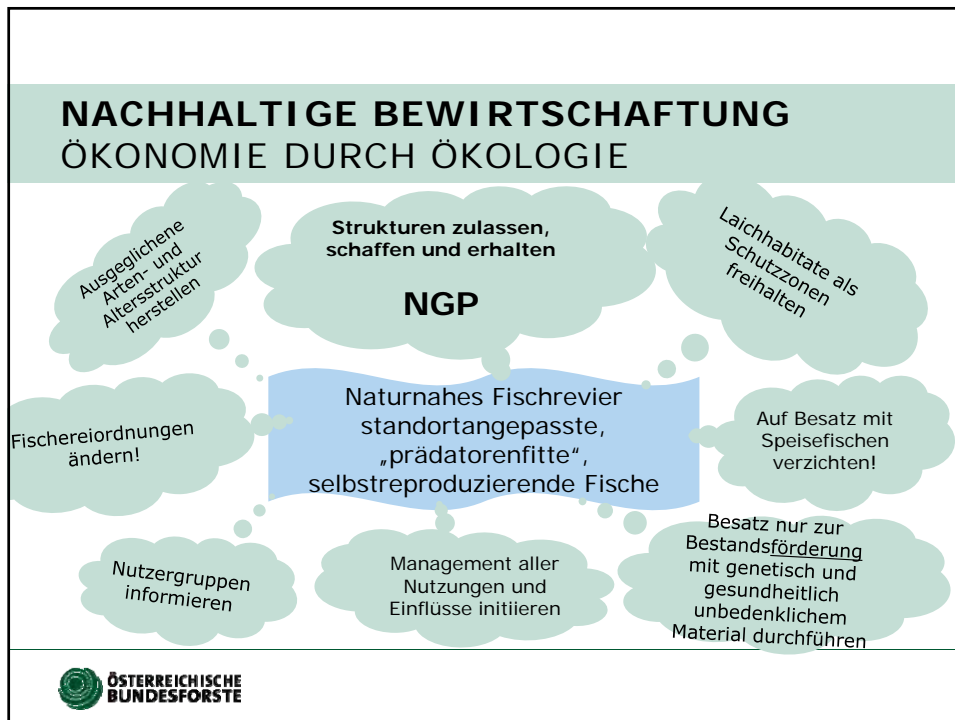 NACHHALTIGE BEWIRTSCHAFTUNG
ÖKONOMIE DURCH ÖKOLOGIE
Ausgeglichene
Arten- und
Altersstruktur
herstellen
Strukturen zulassen,
schaffen und erhalten
NGP
Laichhabitate als
Schutzzonen
freihalten
Fischereiordnungen
ändern!
Naturnahes Fischrevier
standortangepasste,
„prädatorenfitte“,
selbstreproduzierende Fische
Auf Besatz mit
Speisefischen
verzichten!
Nutzergruppen
informieren
Management aller
Nutzungen und
Einflüsse initiieren
Besatz nur zur
Bestandsförderung
mit genetisch und
gesundheitlich
unbedenklichem
Material durchführen
ÖSTERREICHISCHE
BUNDESFORSTE